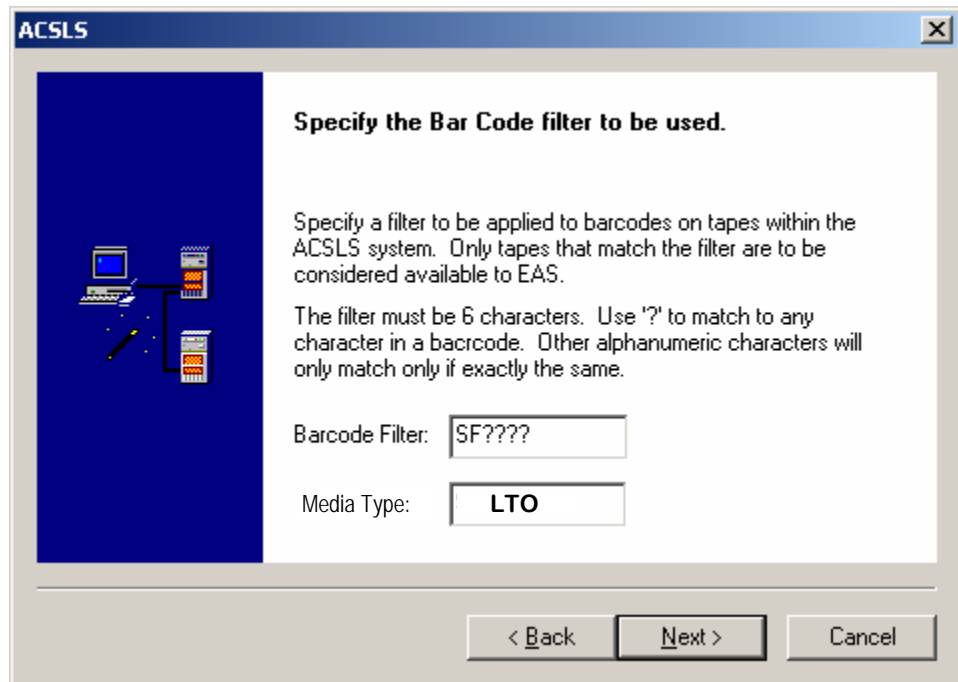 ACSLS
Specify the Bar Code filter to be used.
Specify a filter to be applied to barcodes on tapes within the
ACSLS system. Only tapes that match the filter are to be
considered available to EAS.
The filter must be 6 characters. Use '?' to match to any
character in a bacrcode. Other alphanumeric characters will
only match only if exactly the same.
Barcode Filter: SF????
Media Type: LTO
< Back Next > Cancel